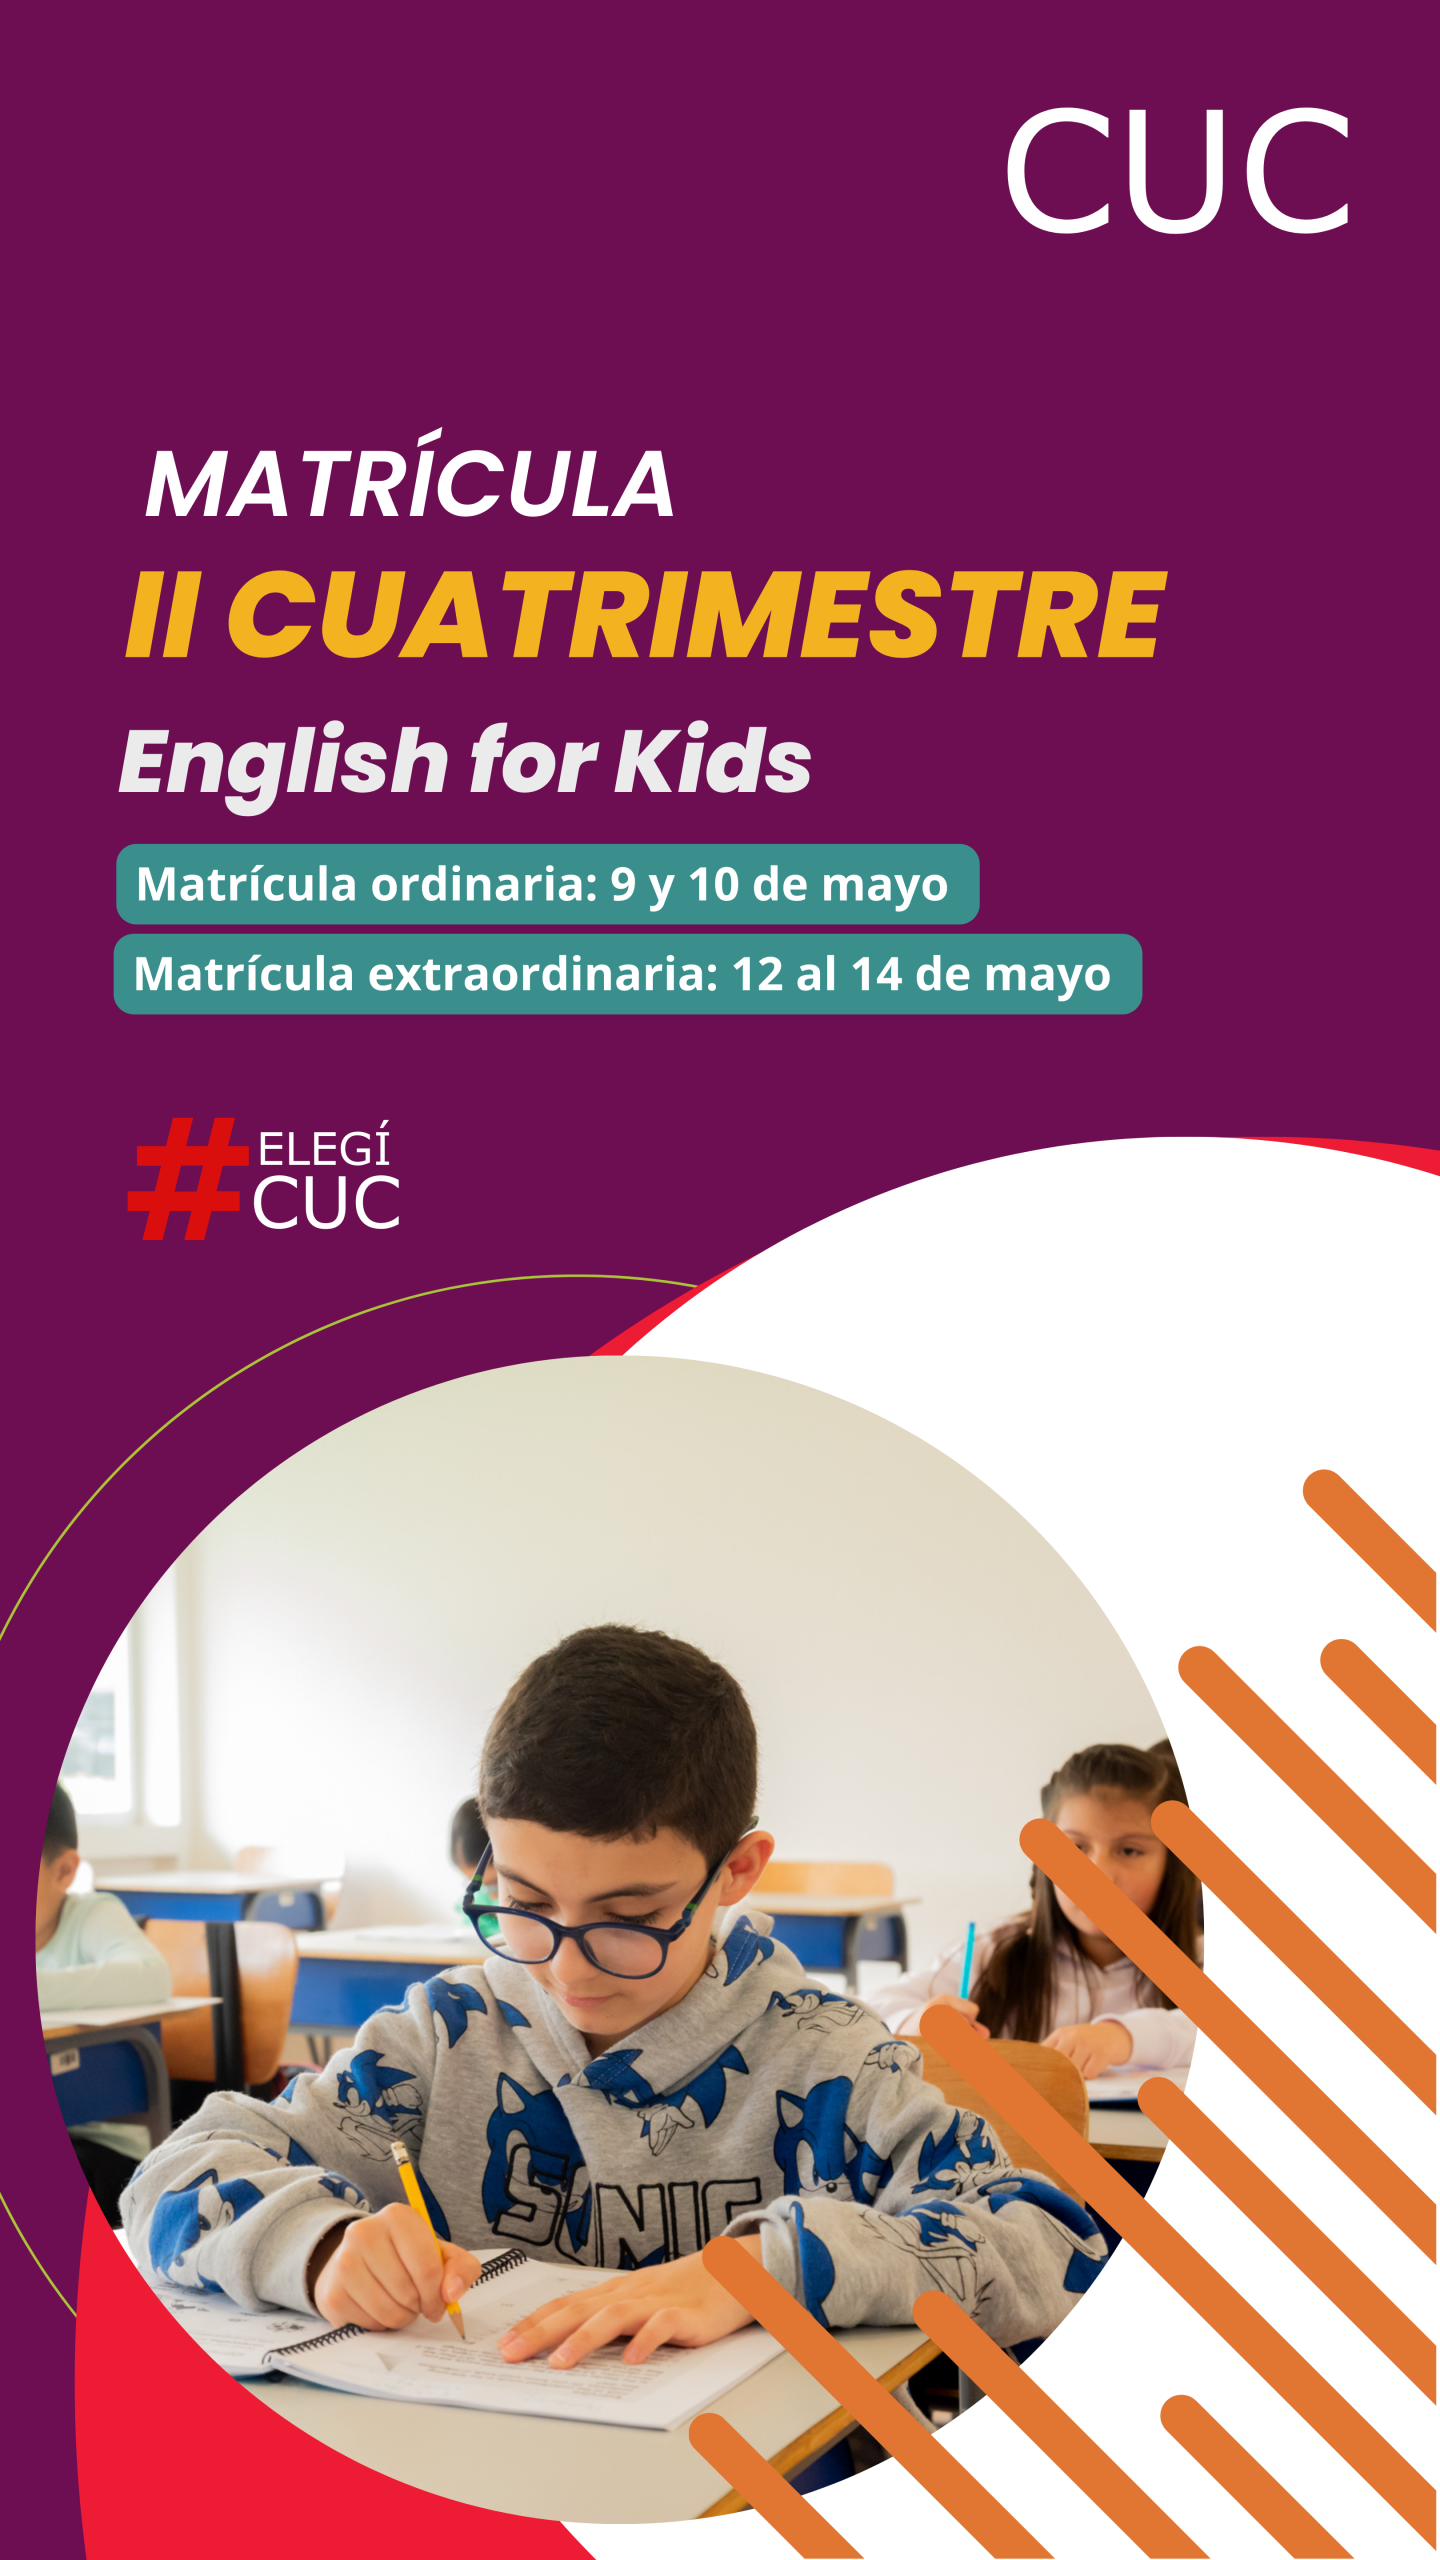 CUC
MATRÍCULA
II CUATRIMESTRE
English for Kids
Matrícula ordinaria: 9 y 10 de mayo
Matrícula extraordinaria: 12 al 14 de mayo
#ELEGÍ
CUC
SONIC